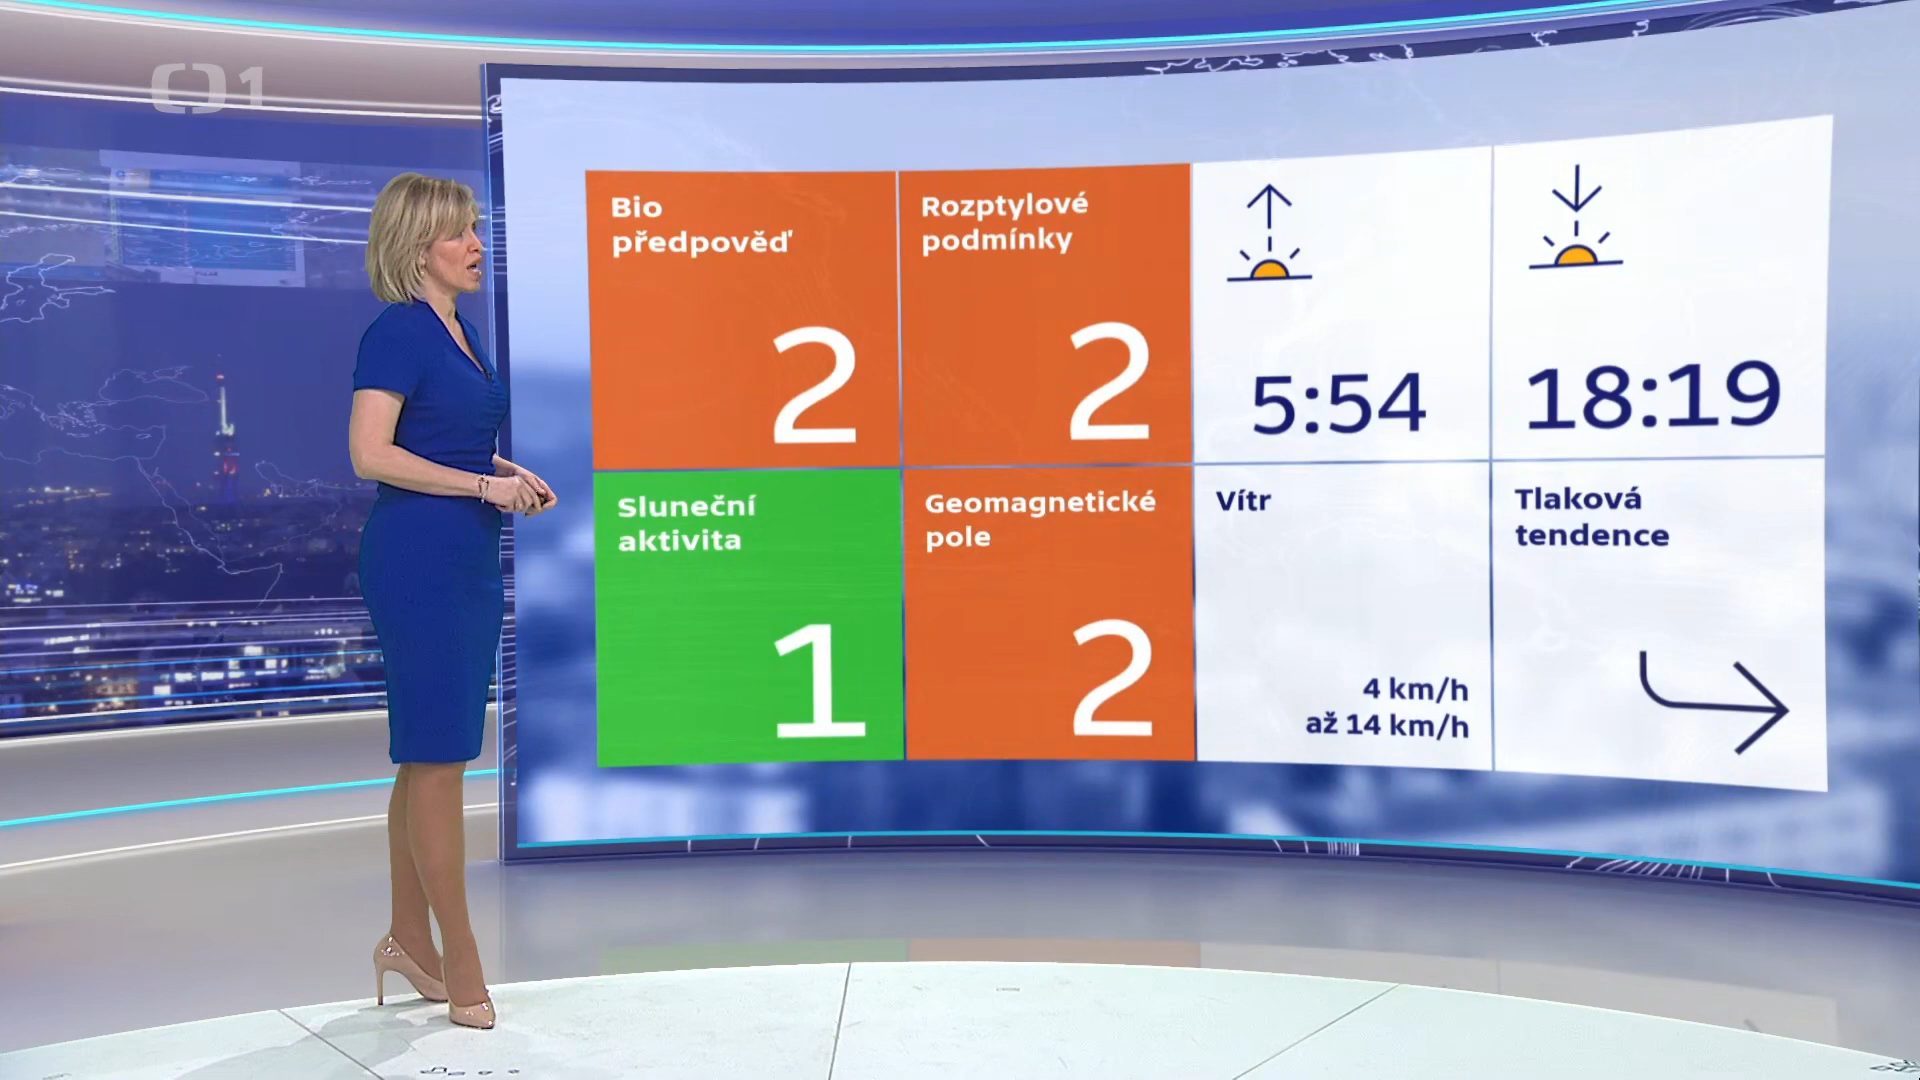 1
Bio
předpověď
2
Rozptylové
podmínky
2
5:54
18:19
Sluneční
aktivita
1
Geomagnetické
pole
2
Vítr
4 km/h
až 14 km/h
Tlaková
tendence